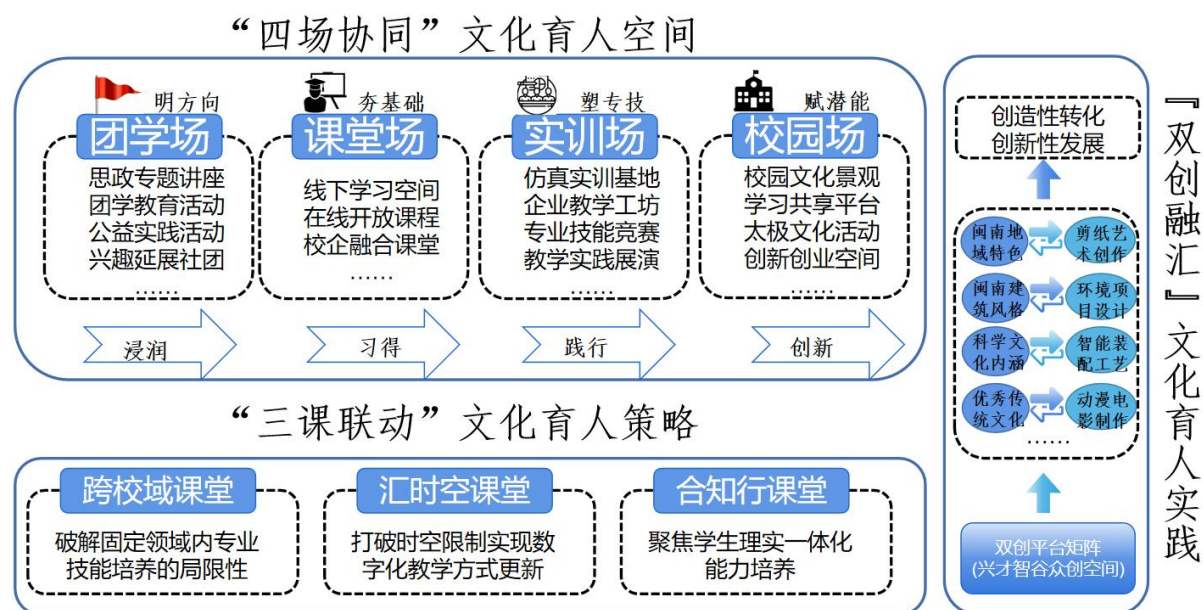 “四场协同”文化育人空间
明方向
团学场
思政专题讲座
团学教育活动
公益实践活动
兴趣延展社团
……
夯基础
课堂场
线下学习空间
在线开放课程
校企融合课堂
……
塑专技
实训场
仿真实训基地
企业教学工坊
专业技能竞赛
教学实践展演
……
赋潜能
校园场
校园文化景观
学习共享平台
太极文化活动
创新创业空间
……
浸润
习得
践行
创新
“三课联动”文化育人策略
跨校域课堂
破解固定领域内专业
技能培养的局限性
汇时空课堂
打破时空限制实现数
字化教学方式更新
合知行课堂
聚焦学生理实一体化
能力培养
『双创融汇』文化育人实践
创造性转化
创新性发展
闽南地
域特色
剪纸艺
术创作
闽南建
筑风格
环境项
目设计
科学文
化内涵
智能装
配工艺
优秀传
统文化
动漫电
影制作
……
双创平台矩阵
(兴才智谷众创空间)